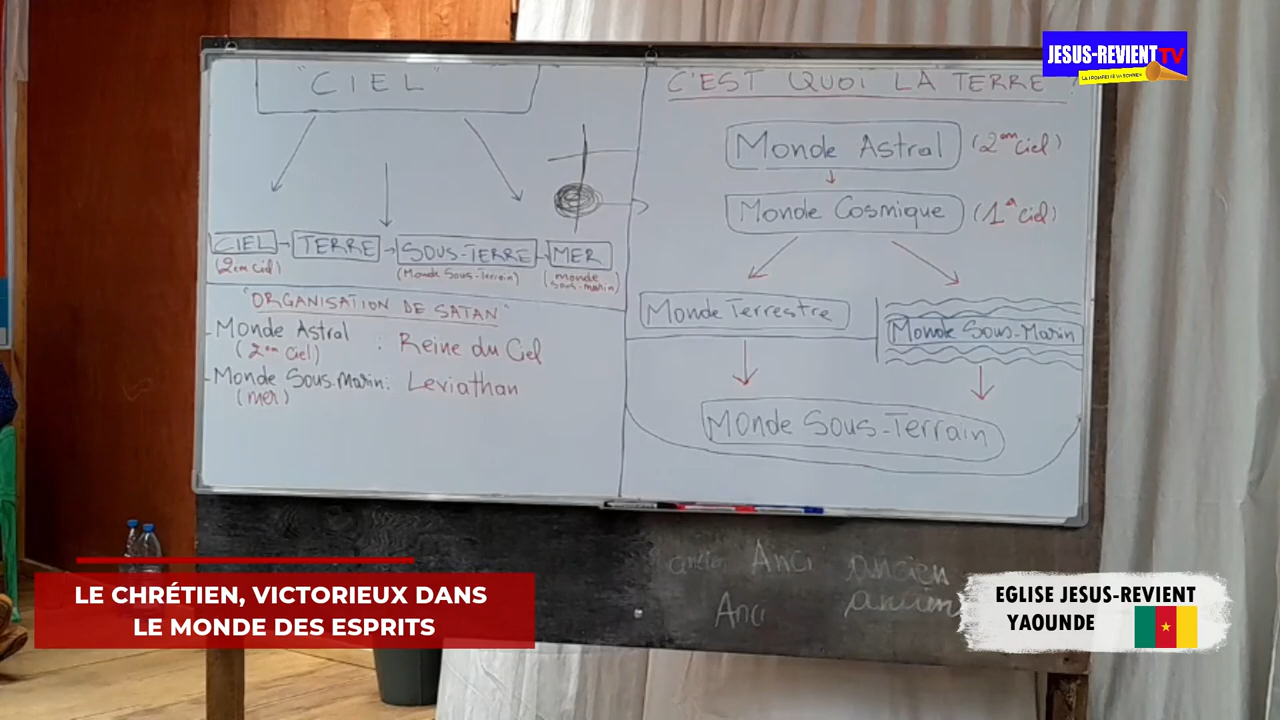 "CIEL"
CIEL
TERRE
SOUS-TERRE
MER
(2em ciel)
(Monde Sous-Terrain)
(monde
sous-marin)
"ORGANISATION DE SATAN"
- Monde Astral
(2em ciel)
: Reine du Ciel
- Monde Sous-Marin: Leviathan
(mer)
C'EST QUOI LA TERRE ?
Monde Astral (2em ciel)
Monde Cosmique (1a ciel)
Monde Terrestre
Monde Sous-Marin
Monde Sous-Terrain
Anci ancien
Anci ancien
JESUS-REVIENT TV
LE CHRÉTIEN, VICTORIEUX DANS
LE MONDE DES ESPRITS
EGLISE JESUS-REVIENT
YAOUNDE